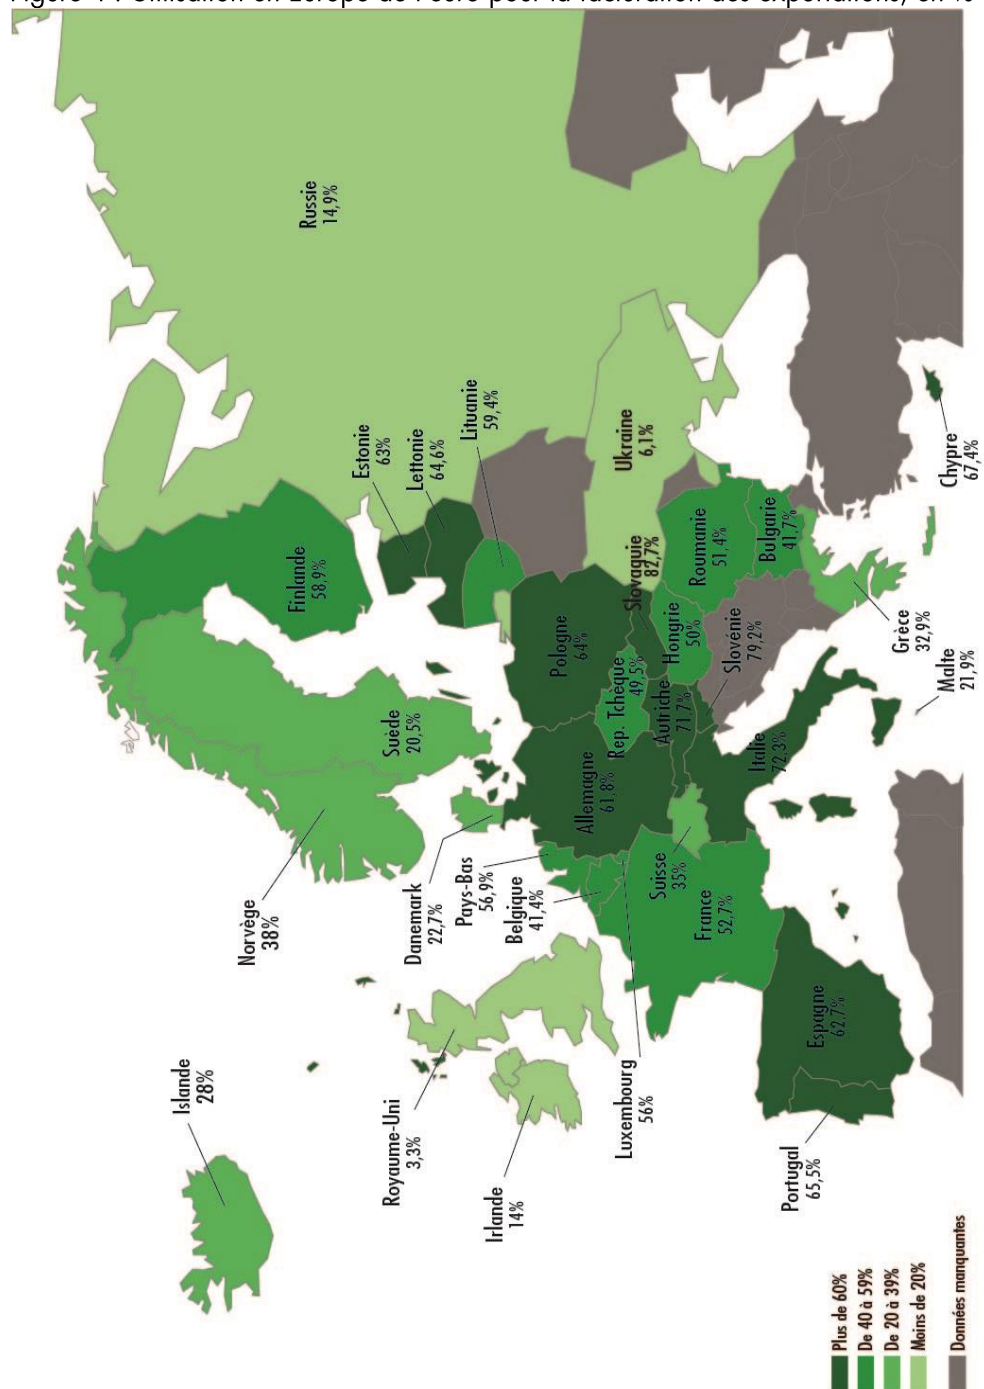 Utilisation en Europe de l'euro pour la facturation des exportations, en %
Islande
28%
Norvège
38%
Suède
20,5%
Finlande
58,9%
Russie
14,9%
Estonie
63%
Lettonie
64,6%
Lituanie
59,4%
Royaume-Uni
3,3%
Irlande
14%
Danemark
22,7%
Pays-Bas
56,9%
Belgique
41,4%
Luxembourg
56%
Allemagne
61,8%
Pologne
64%
Rep. Tchèque
49,5%
Slovaquie
82,7%
Ukraine
6,1%
Autriche
71,7%
Hongrie
50%
Roumanie
51,4%
Suisse
35%
France
52,7%
Slovénie
79,2%
Bulgarie
41,7%
Italie
72,3%
Espagne
62,7%
Portugal
65,5%
Grèce
32,9%
Malte
21,9%
Chypre
67,4%
Plus de 60%
De 40 à 59%
De 20 à 39%
Moins de 20%
Données manquantes